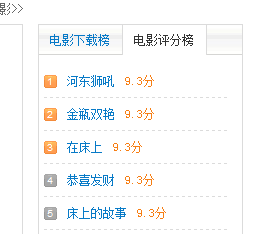 影>>
电影下载榜 电影评分榜
1 河东狮吼 9.3分
2 金瓶双艳 9.3分
3 在床上 9.3分
4 恭喜发财 9.3分
5 床上的故事 9.3分